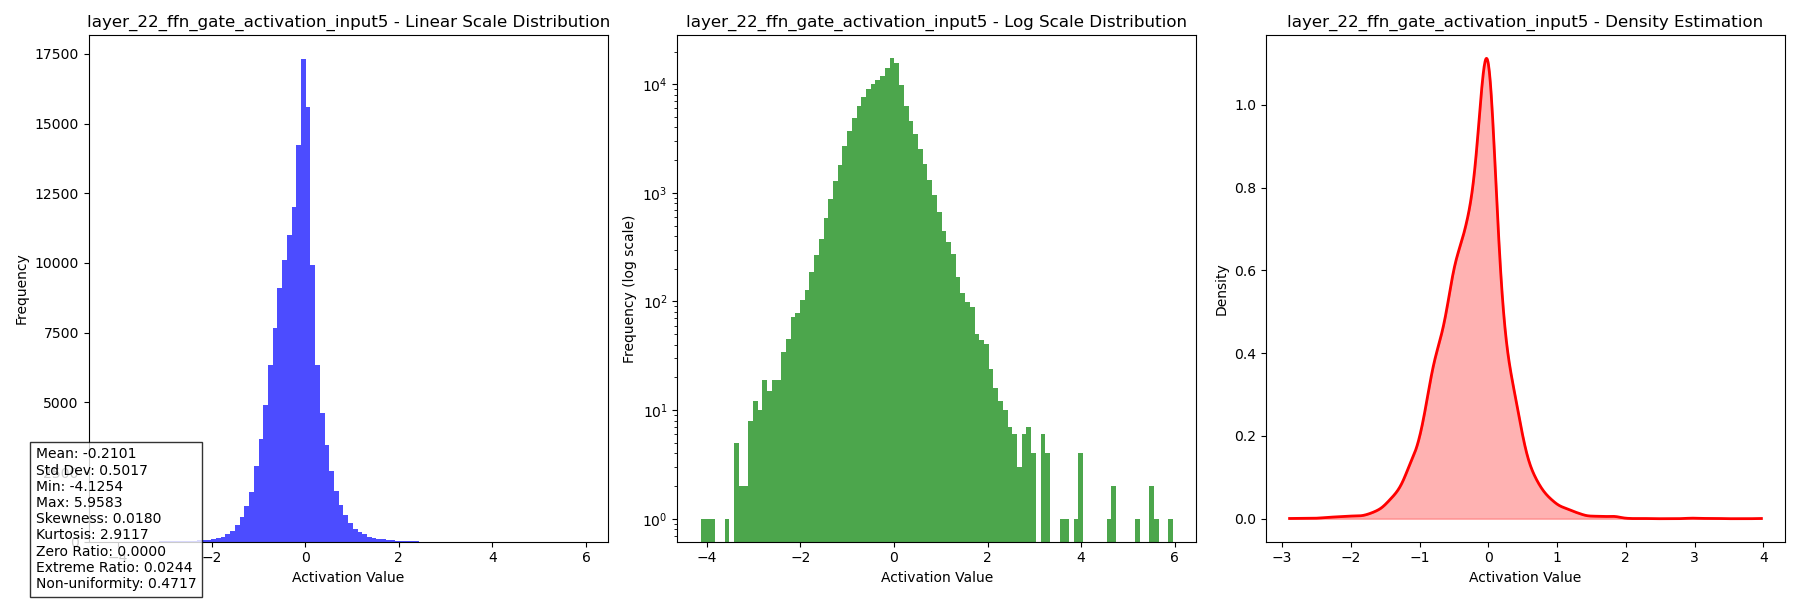 layer_22_ffn_gate_activation_input5 - Linear Scale Distribution
17500
15000
12500
10000
7500
5000
Frequency
−2
0
2
4
6
Activation Value
Mean: -0.2101
Std Dev: 0.5017
Min: -4.1254
Max: 5.9583
Skewness: 0.0180
Kurtosis: 2.9117
Zero Ratio: 0.0000
Extreme Ratio: 0.0244
Non-uniformity: 0.4717
layer_22_ffn_gate_activation_input5 - Log Scale Distribution
10⁴
10³
10²
10¹
10⁰
Frequency (log scale)
−4
−2
0
2
4
6
Activation Value
layer_22_ffn_gate_activation_input5 - Density Estimation
1.0
0.8
0.6
0.4
0.2
0.0
Density
−3
−2
−1
0
1
2
3
4
Activation Value